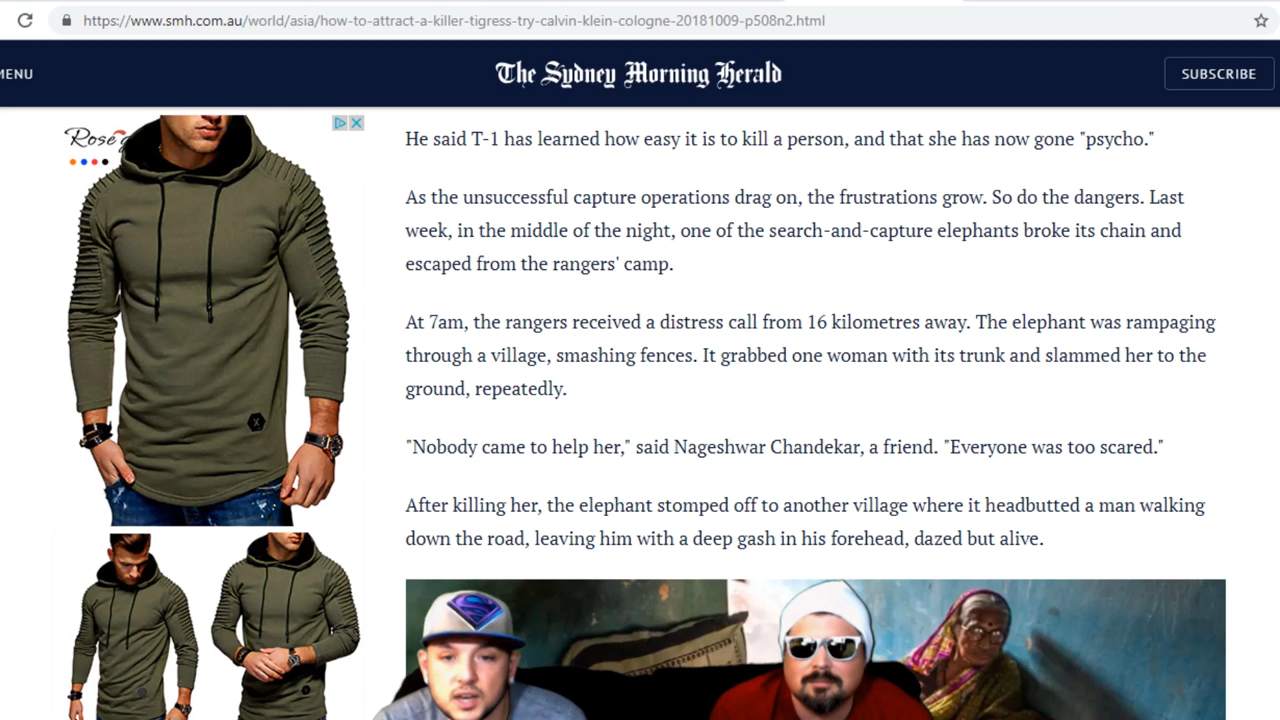 https://www.smh.com.au/world/asia/how-to-attract-a-killer-tigress-try-calvin-klein-cologne-20181009-p508n2.html
MENU
The Sydney Morning Herald
SUBSCRIBE
He said T-1 has learned how easy it is to kill a person, and that she has now gone "psycho."
As the unsuccessful capture operations drag on, the frustrations grow. So do the dangers. Last
week, in the middle of the night, one of the search-and-capture elephants broke its chain and
escaped from the rangers' camp.
At 7am, the rangers received a distress call from 16 kilometres away. The elephant was rampaging
through a village, smashing fences. It grabbed one woman with its trunk and slammed her to the
ground, repeatedly.
"Nobody came to help her," said Nageshwar Chandekar, a friend. "Everyone was too scared."
After killing her, the elephant stomped off to another village where it headbutted a man walking
down the road, leaving him with a deep gash in his forehead, dazed but alive.